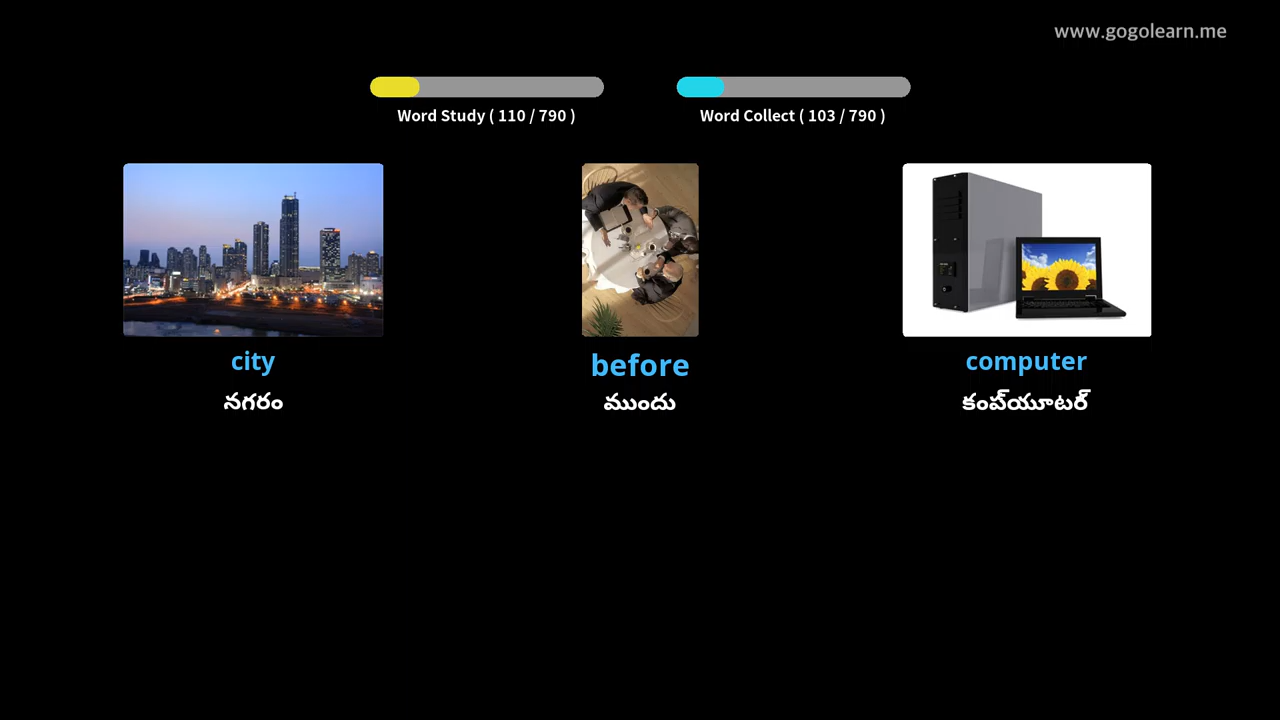 www.gogolearn.me
Word Study ( 110 / 790 )
Word Collect ( 103 / 790 )
city
before
computer
నగరం
ముందు
కంప్‌యూటర్